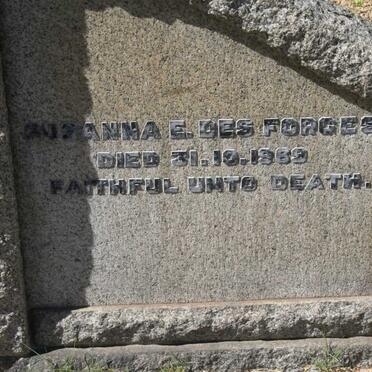 SUZANNA E. DES FORGES
DIED 31.10.1969
FAITHFUL UNTO DEATH.